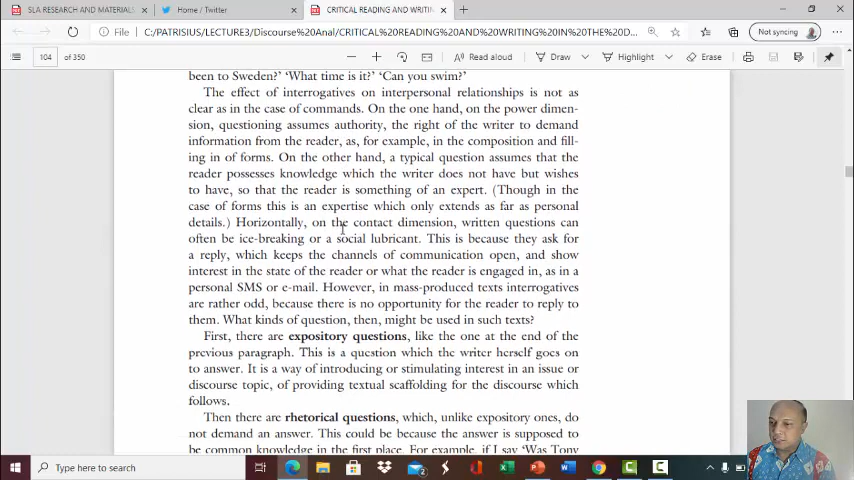 SLA RESEARCH AND MATERIALS
Home / Twitter
CRITICAL READING AND WRITIN
File
C:/PATRISIUS/LECTURE3/Discourse%20Anal/CRITICAL%20READING%20AND%20WRITING%20IN%20THE%20D...
Not syncing
104 of 350
Read aloud
Draw
Highlight
Erase
been to Sweden?' 'What time is it?' 'Can you swim?'
The effect of interrogatives on interpersonal relationships is not as
clear as in the case of commands. On the one hand, on the power dimen-
sion, questioning assumes authority, the right of the writer to demand
information from the reader, as, for example, in the composition and fill-
ing in of forms. On the other hand, a typical question assumes that the
reader possesses knowledge which the writer does not have but wishes
to have, so that the reader is something of an expert. (Though in the
case of forms this is an expertise which only extends as far as personal
details.) Horizontally, on the contact dimension, written questions can
often be ice-breaking or a social lubricant. This is because they ask for
a reply, which keeps the channels of communication open, and show
interest in the state of the reader or what the reader is engaged in, as in a
personal SMS or e-mail. However, in mass-produced texts interrogatives
are rather odd, because there is no opportunity for the reader to reply to
them. What kinds of question, then, might be used in such texts?
First, there are expository questions, like the one at the end of the
previous paragraph. This is a question which the writer herself goes on
to answer. It is a way of introducing or stimulating interest in an issue or
discourse topic, of providing textual scaffolding for the discourse which
follows.
Then there are rhetorical questions, which, unlike expository ones, do
not demand an answer. This could be because the answer is supposed to
be common knowledge in the first place. For example, if I say 'Was Tony
Type here to search